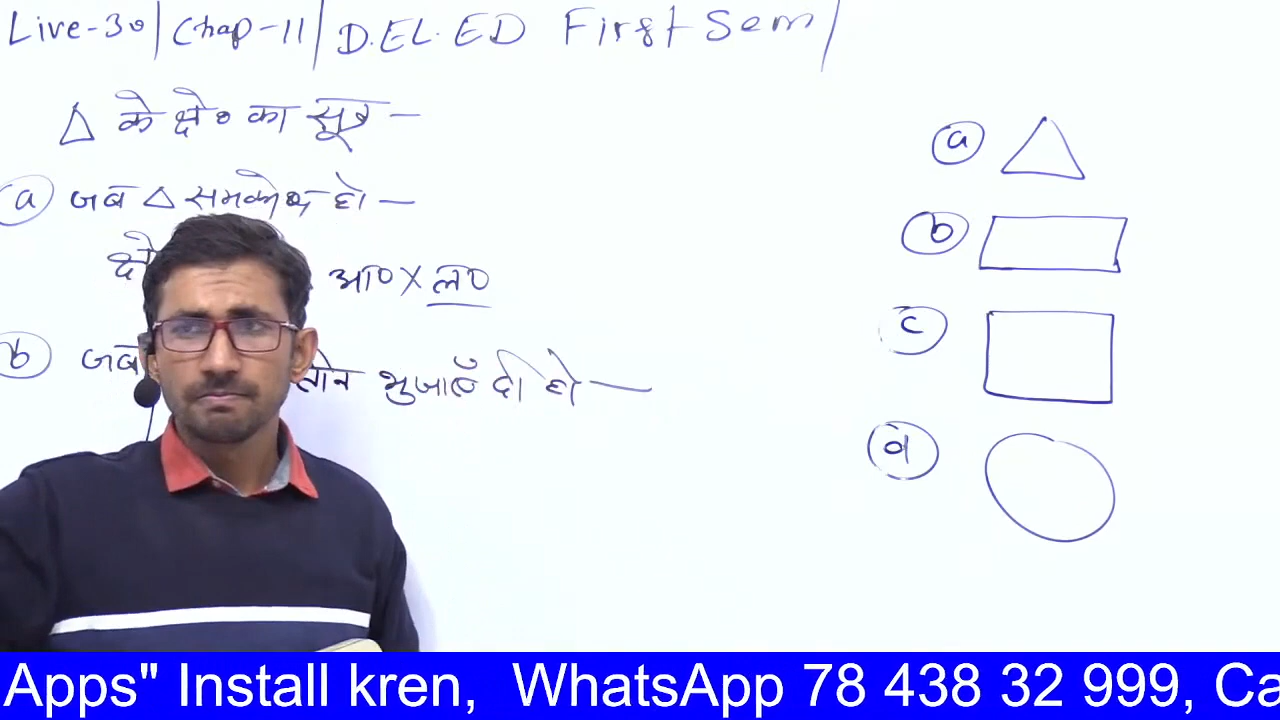 Live-30 | Chap-11 | D.EL.ED First Sem |
△ के क्षे० का सूत्र —
a जब △ समकोण हो —
क्षे आ० X ल०
b जब तीन भुजाएँ दी हो —
a
b
c
d
Apps" Install kren, WhatsApp 78 438 32 999, Ca